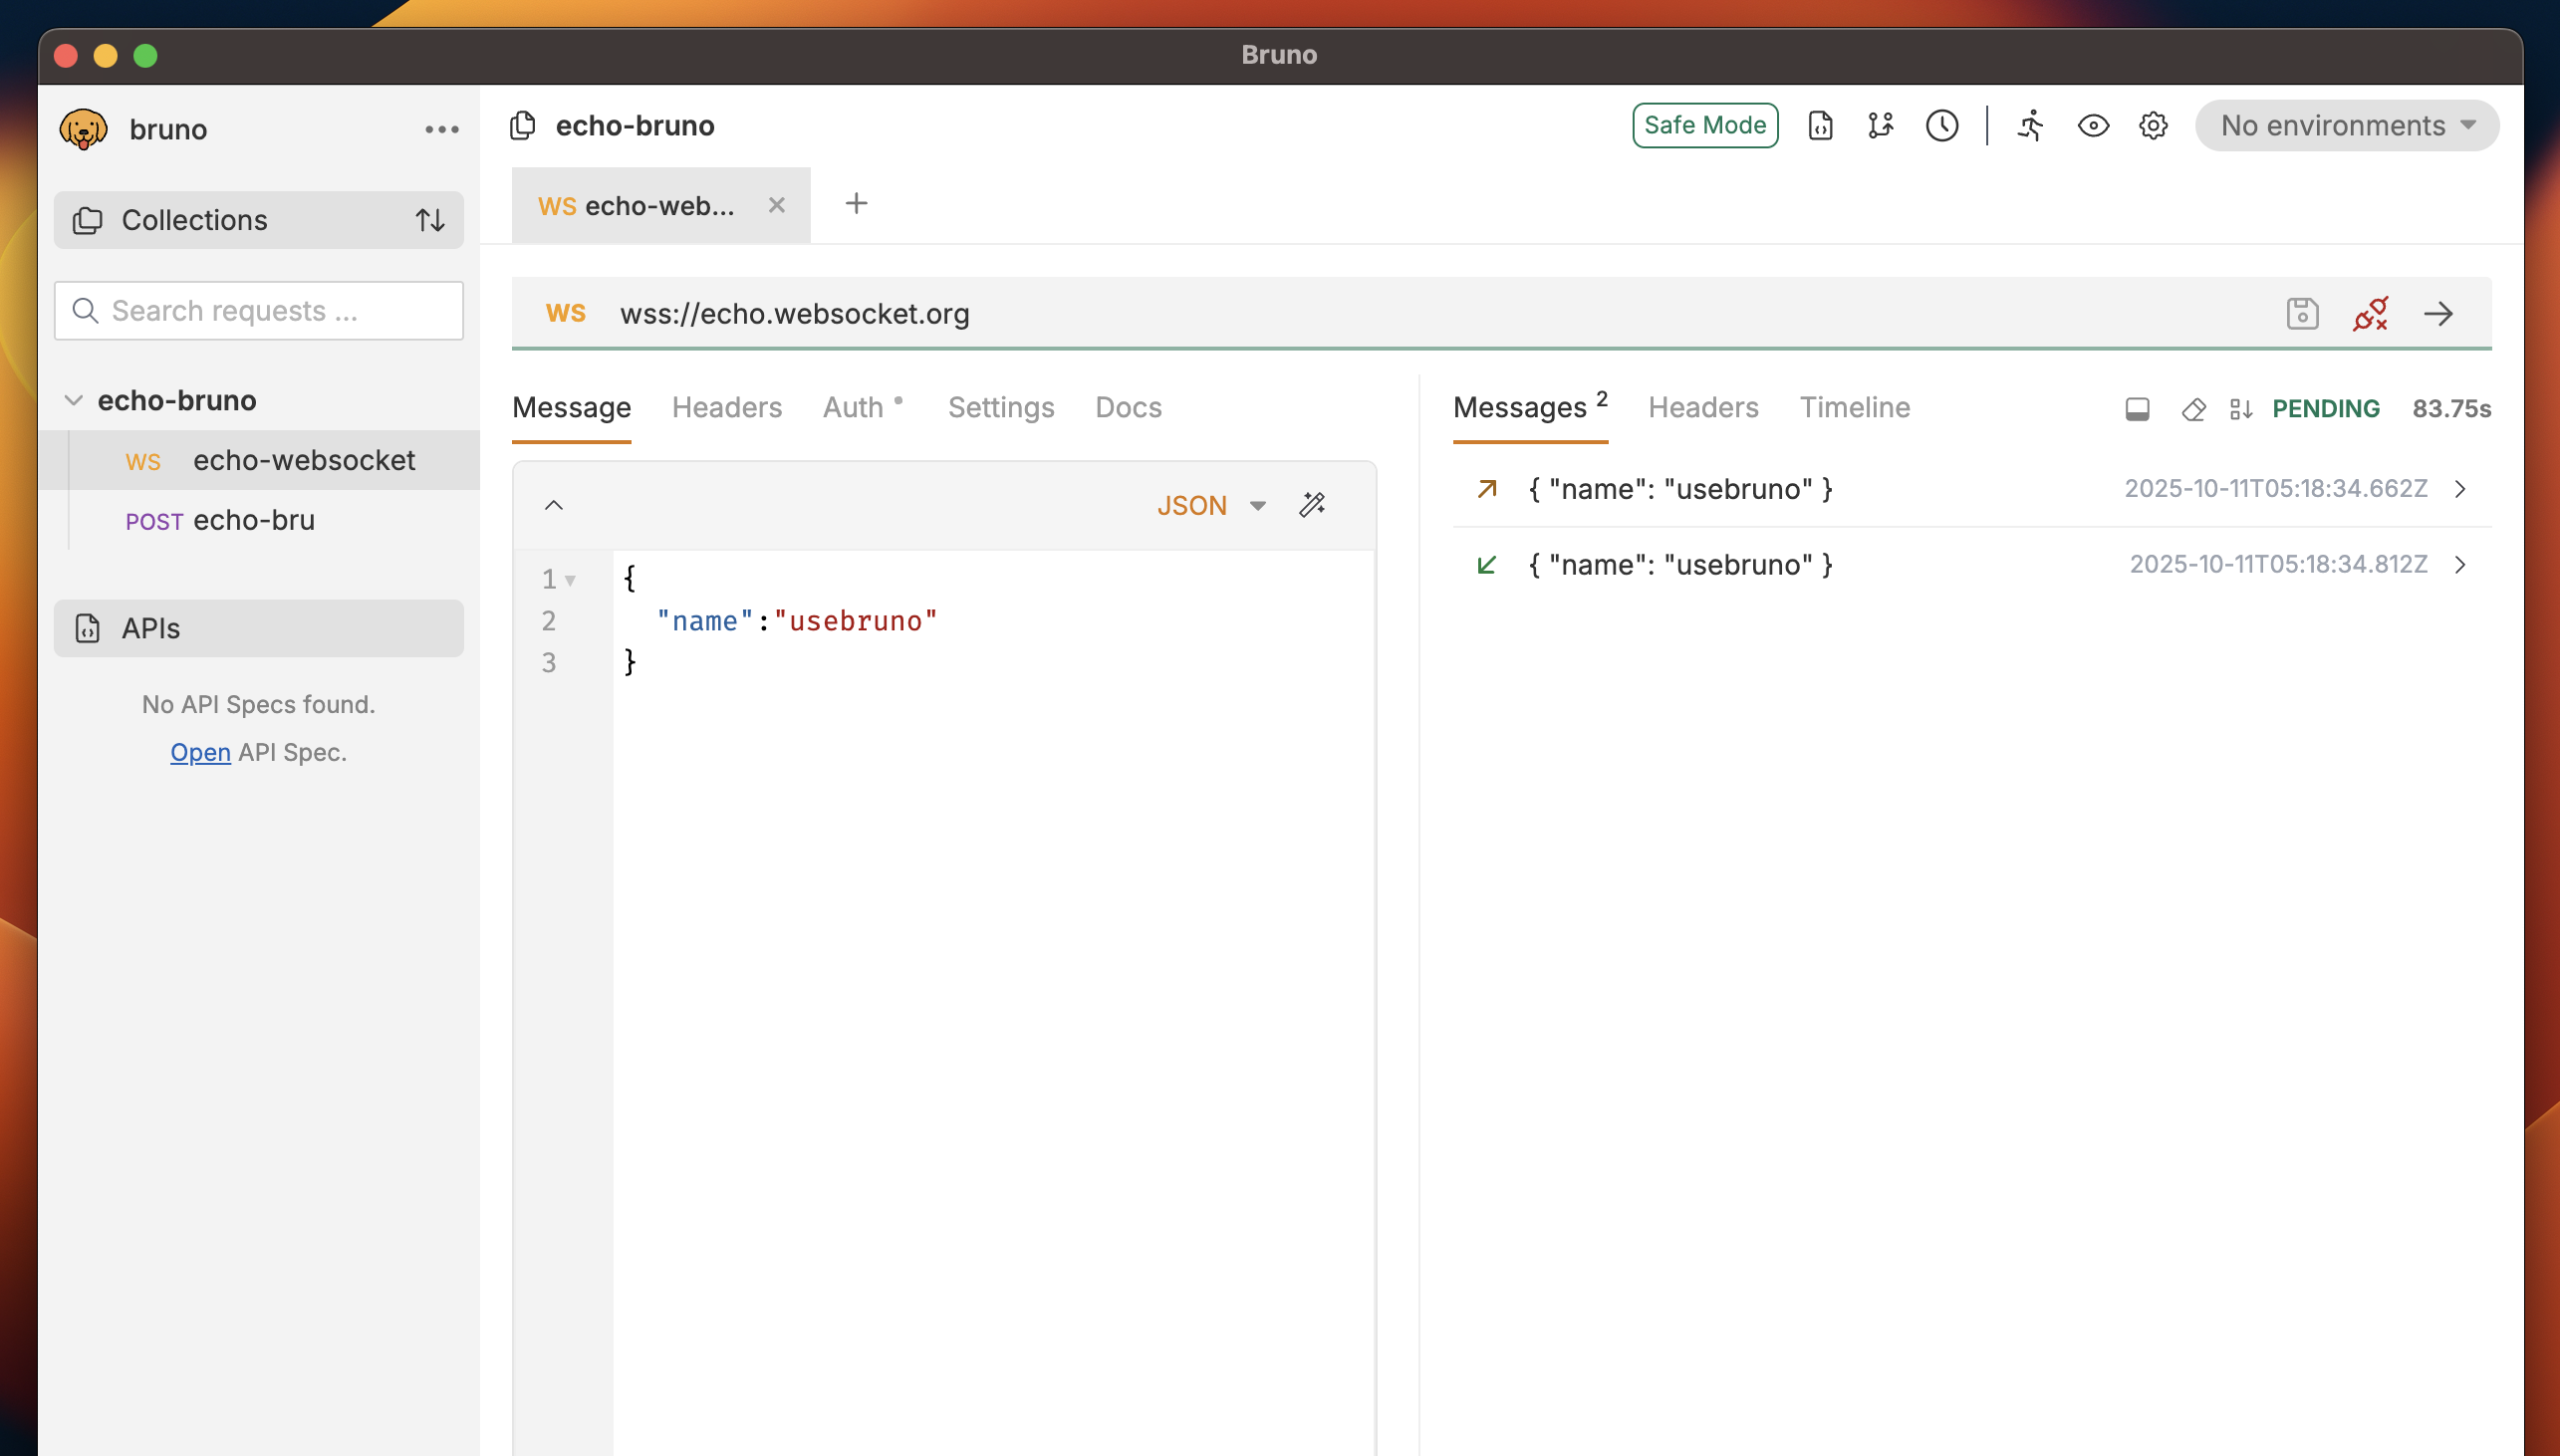 Bruno
bruno
Collections
Search requests ...
echo-bruno
WS echo-websocket
POST echo-bru
APIs
No API Specs found.
Open API Spec.
echo-bruno
Safe Mode
No environments
WS echo-web...
WS wss://echo.websocket.org
Message Headers Auth Settings Docs
JSON
1 {
2 "name":"usebruno"
3 }
Messages 2 Headers Timeline
PENDING 83.75s
{ "name": "usebruno" } 2025-10-11T05:18:34.662Z
{ "name": "usebruno" } 2025-10-11T05:18:34.812Z